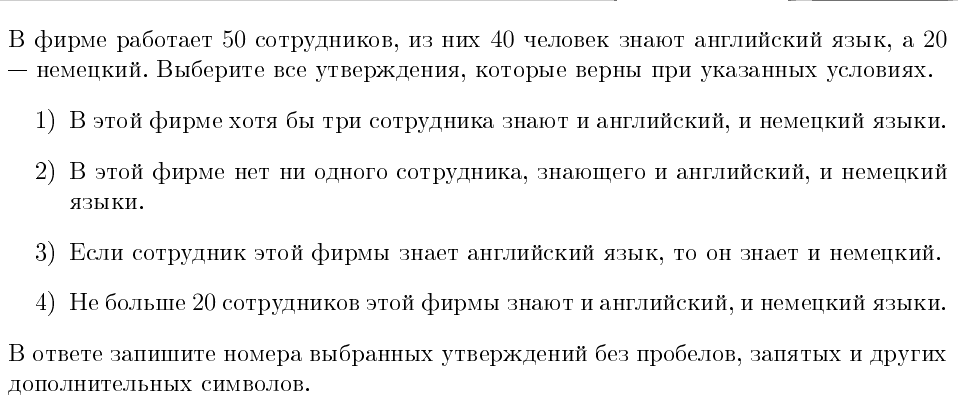 В фирме работает 50 сотрудников, из них 40 человек знают английский язык, а 20
— немецкий. Выберите все утверждения, которые верны при указанных условиях.
1) В этой фирме хотя бы три сотрудника знают и английский, и немецкий языки.
2) В этой фирме нет ни одного сотрудника, знающего и английский, и немецкий
языки.
3) Если сотрудник этой фирмы знает английский язык, то он знает и немецкий.
4) Не больше 20 сотрудников этой фирмы знают и английский, и немецкий языки.
В ответе запишите номера выбранных утверждений без пробелов, запятых и других
дополнительных символов.